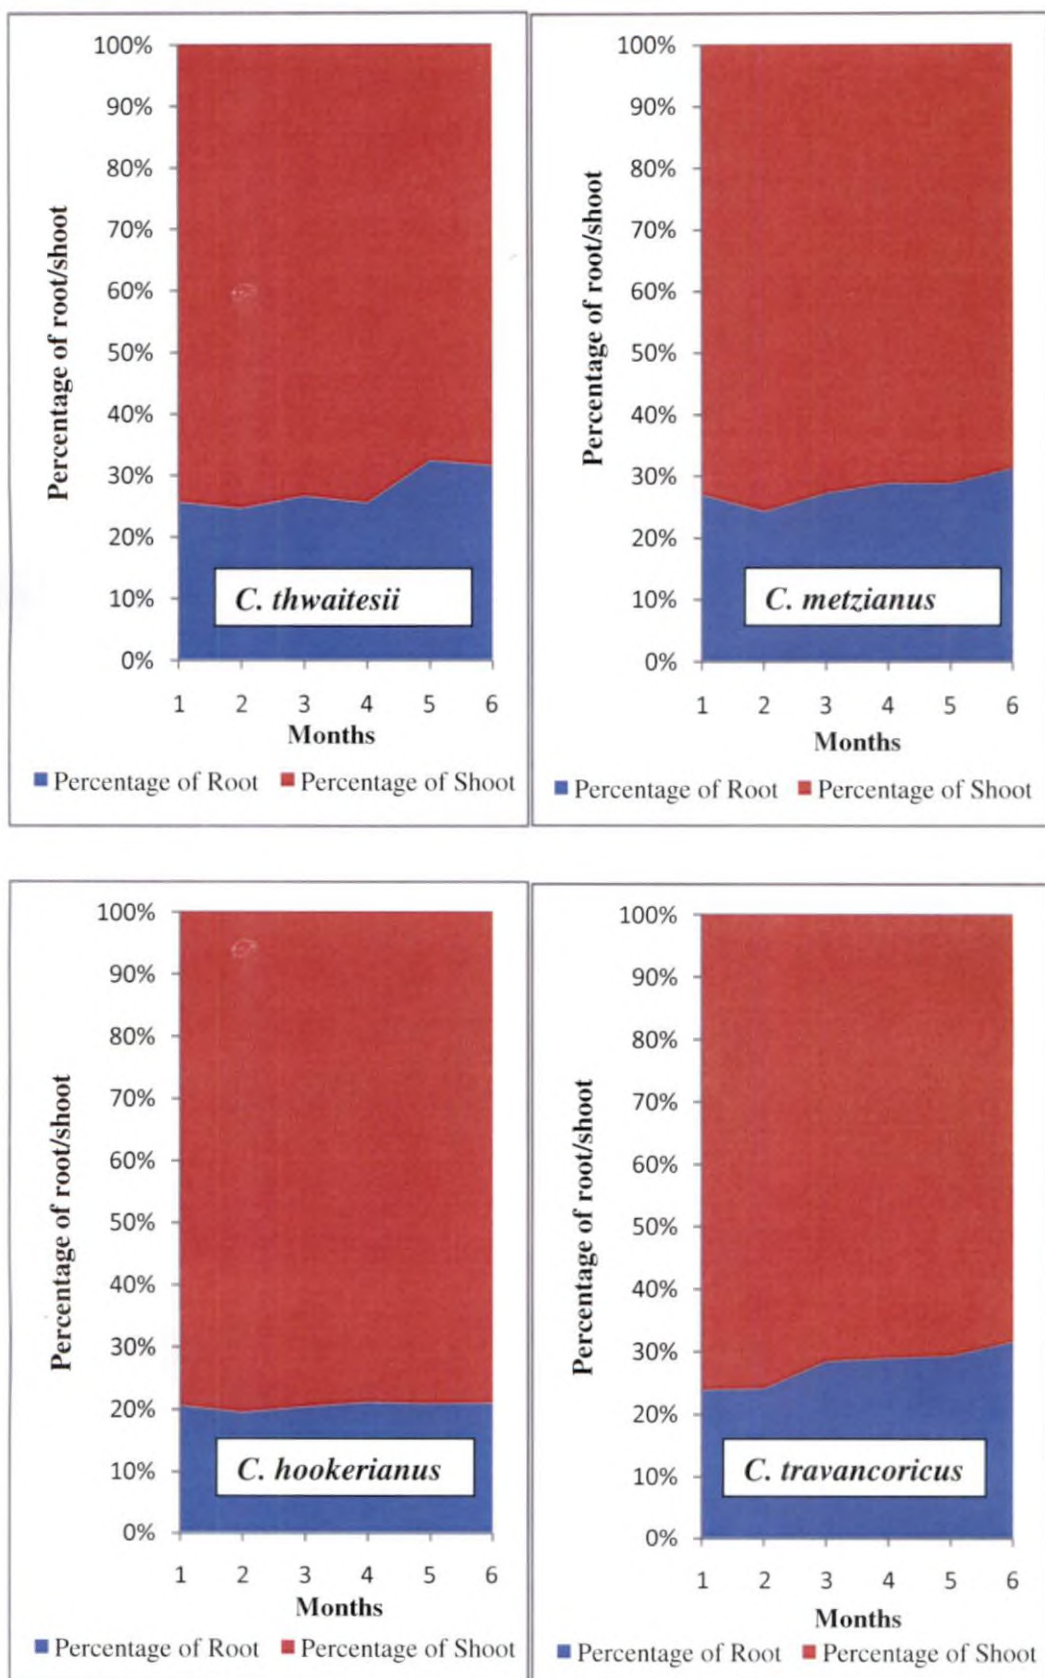 100%
90%
80%
70%
60%
50%
40%
30%
20%
10%
0%
Percentage of root/shoot
C. thwaitesii
1 2 3 4 5 6
Months
Percentage of Root Percentage of Shoot
100%
90%
80%
70%
60%
50%
40%
30%
20%
10%
0%
Percentage of root/shoot
C. metzianus
1 2 3 4 5 6
Months
Percentage of Root Percentage of Shoot
100%
90%
80%
70%
60%
50%
40%
30%
20%
10%
0%
Percentage of root/shoot
C. hookerianus
1 2 3 4 5 6
Months
Percentage of Root Percentage of Shoot
100%
90%
80%
70%
60%
50%
40%
30%
20%
10%
0%
Percentage of root/shoot
C. travancoricus
1 2 3 4 5 6
Months
Percentage of Root Percentage of Shoot